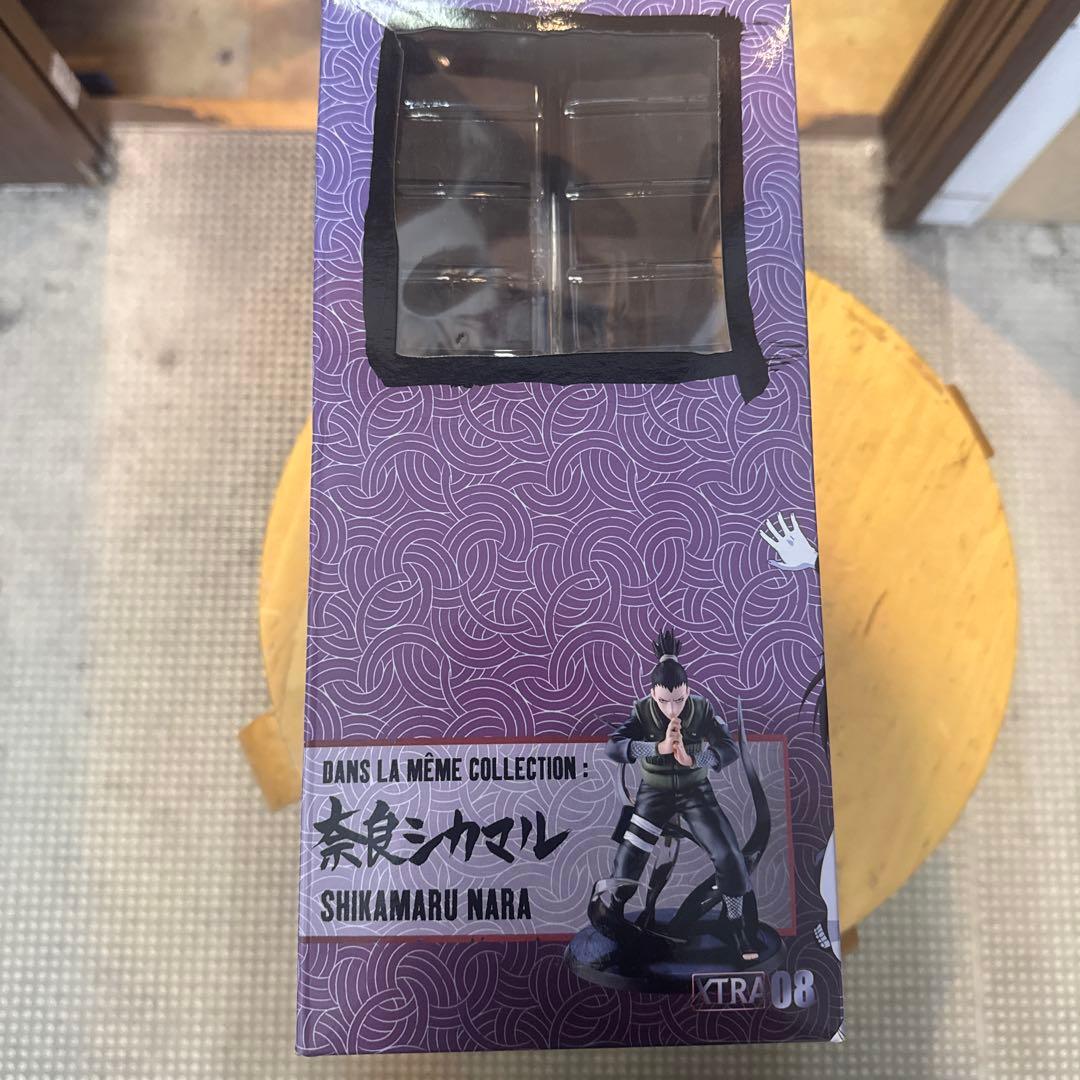 DANS LA MÊME COLLECTION :
奈良シカマル
SHIKAMARU NARA
XTRA 08